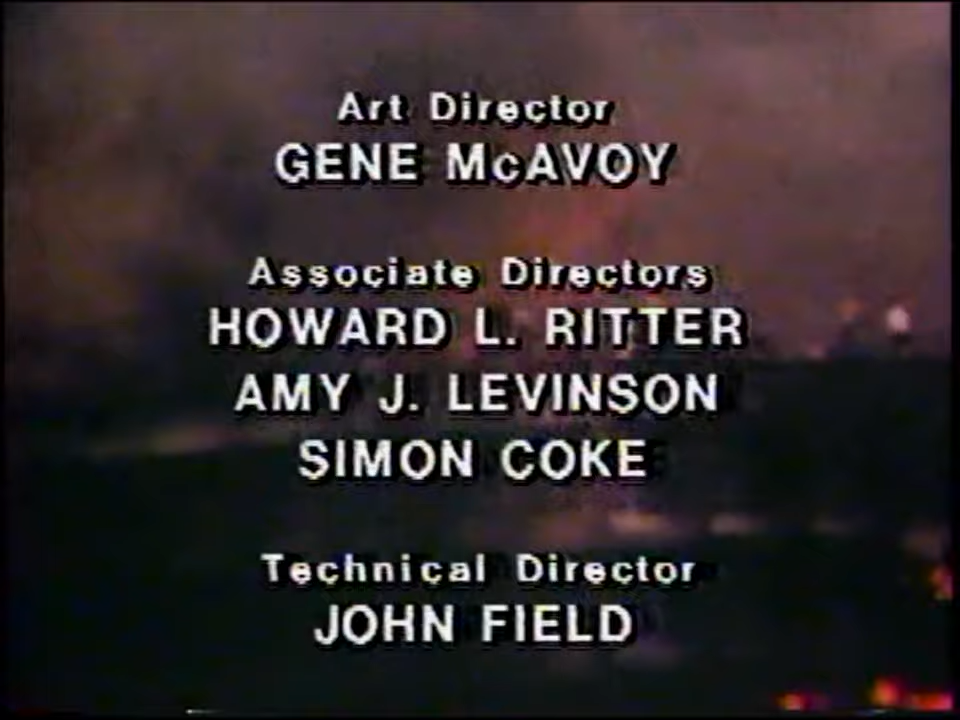 Art Director
GENE McAVOY
Associate Directors
HOWARD L. RITTER
AMY J. LEVINSON
SIMON COKE
Technical Director
JOHN FIELD